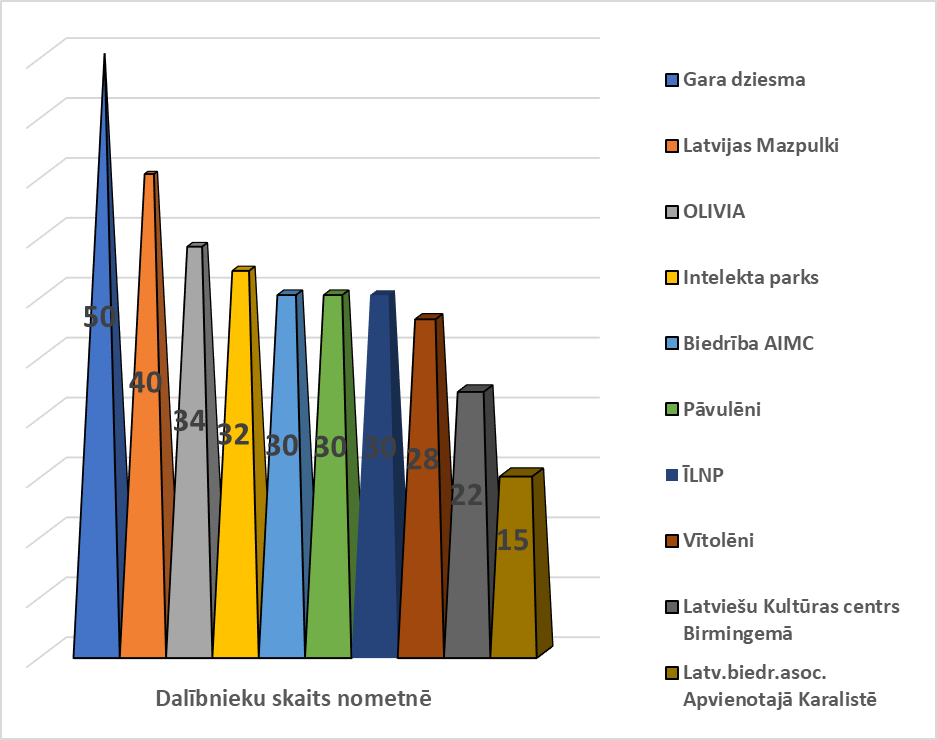 50
40
34
32
30
30
30
28
22
15
Dalībnieku skaits nometnē
Gara dziesma
Latvijas Mazpulki
OLIVIA
Intelekta parks
Biedrība AIMC
Pāvulēni
ĪLNP
Vītolēni
Latviešu Kultūras centrs
Birmingemā
Latv.biedr.asoc.
Apvienotajā Karalistē